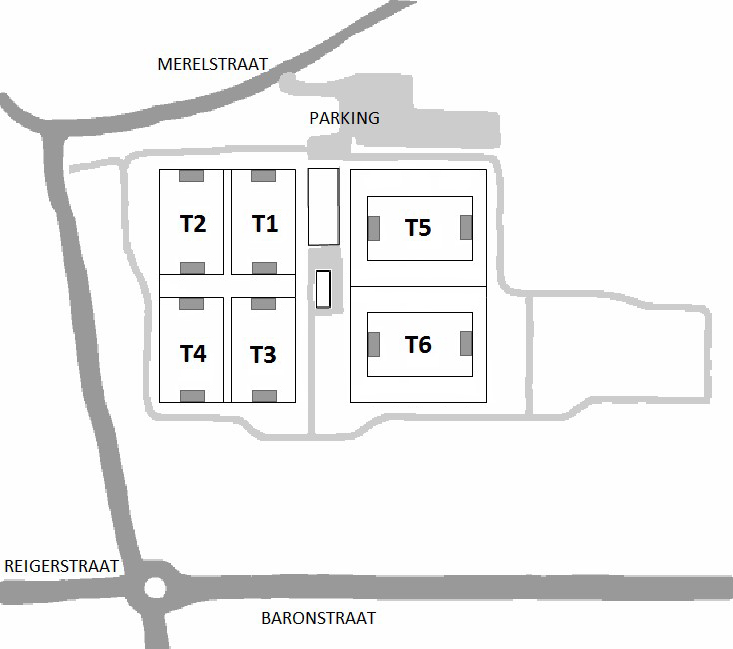 MERELSTRAAT
PARKING
T2
T1
T5
T4
T3
T6
REIGERSTRAAT
BARONSTRAAT